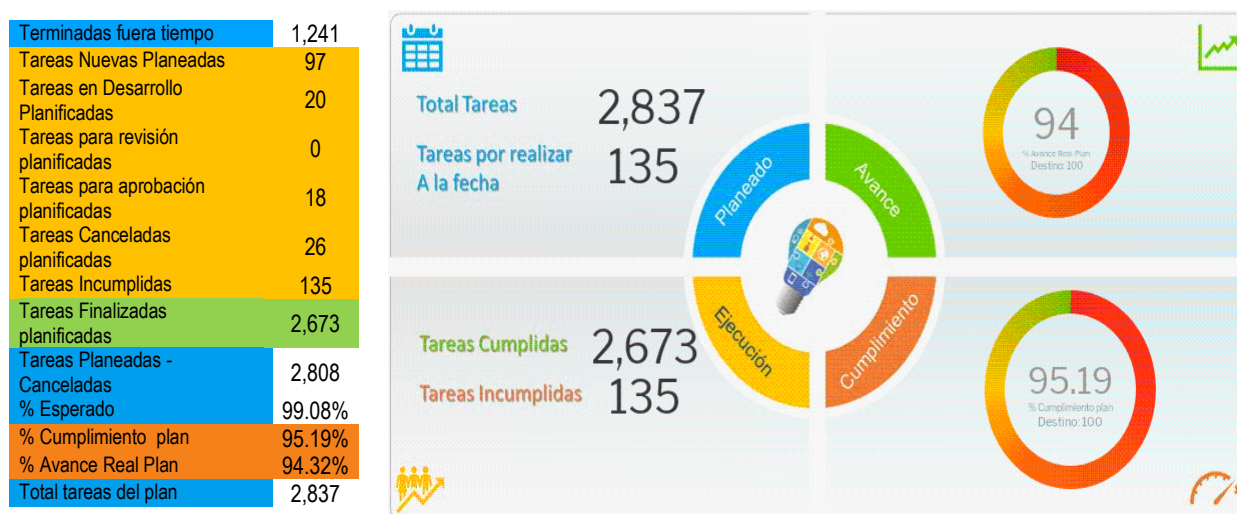 Terminadas fuera tiempo 1,241
Tareas Nuevas Planeadas 97
Tareas en Desarrollo
Planificadas 20
Tareas para revisión
planificadas 0
Tareas para aprobación
planificadas 18
Tareas Canceladas
planificadas 26
Tareas Incumplidas 135
Tareas Finalizadas
planificadas 2,673
Tareas Planeadas -
Canceladas 2,808
% Esperado 99.08%
% Cumplimiento plan 95.19%
% Avance Real Plan 94.32%
Total tareas del plan 2,837
Total Tareas 2,837
Tareas por realizar
A la fecha 135
Planeado
Avance
94
% Avance Real Plan
Destino: 100
Tareas Cumplidas 2,673
Tareas Incumplidas 135
Ejecución
Cumplimiento
95.19
% Cumplimiento plan
Destino: 100